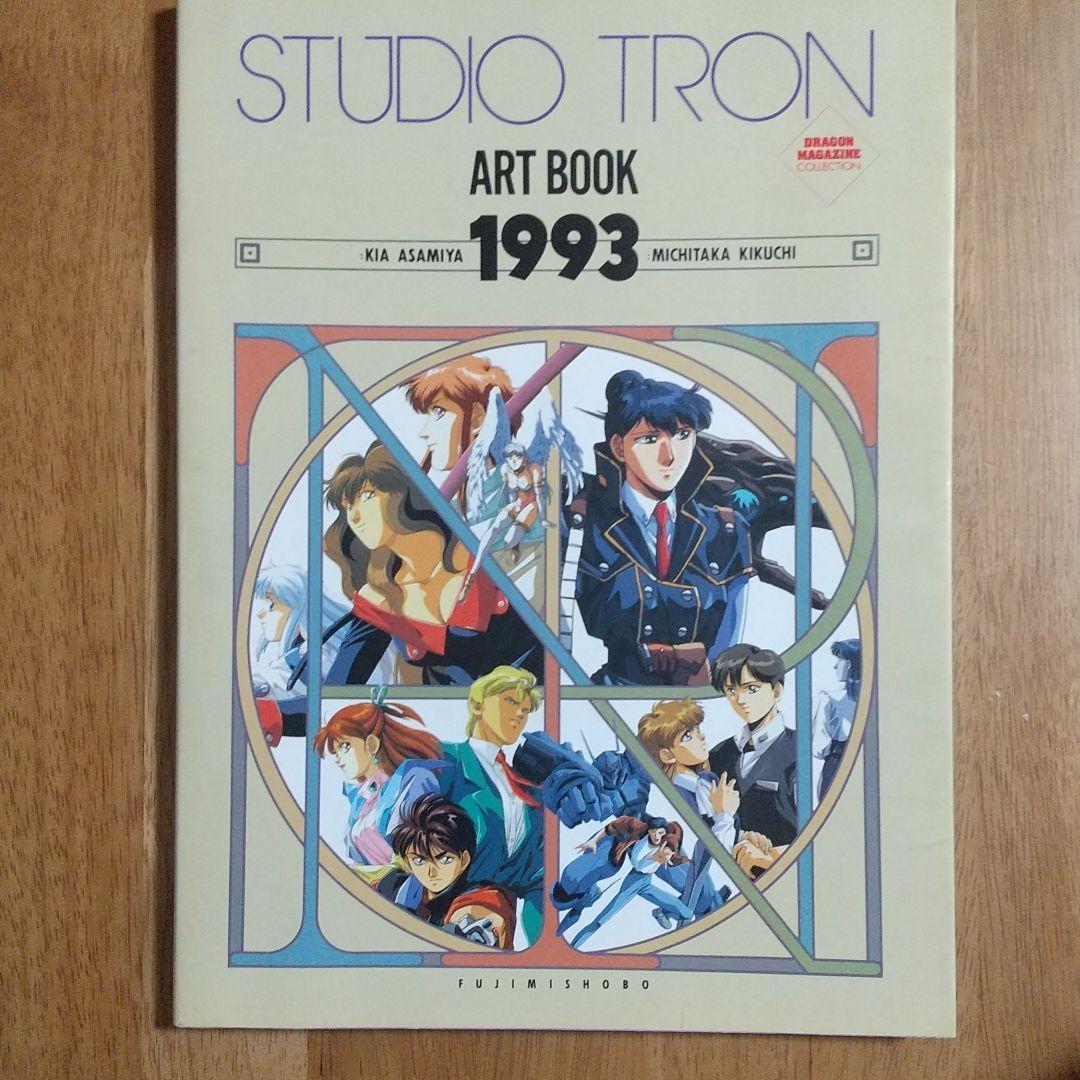 STUDIO TRON
DRAGON
MAGAZINE
COLLECTION
ART BOOK
1993
:KIA ASAMIYA
:MICHITAKA KIKUCHI
FUJIMISHOBO